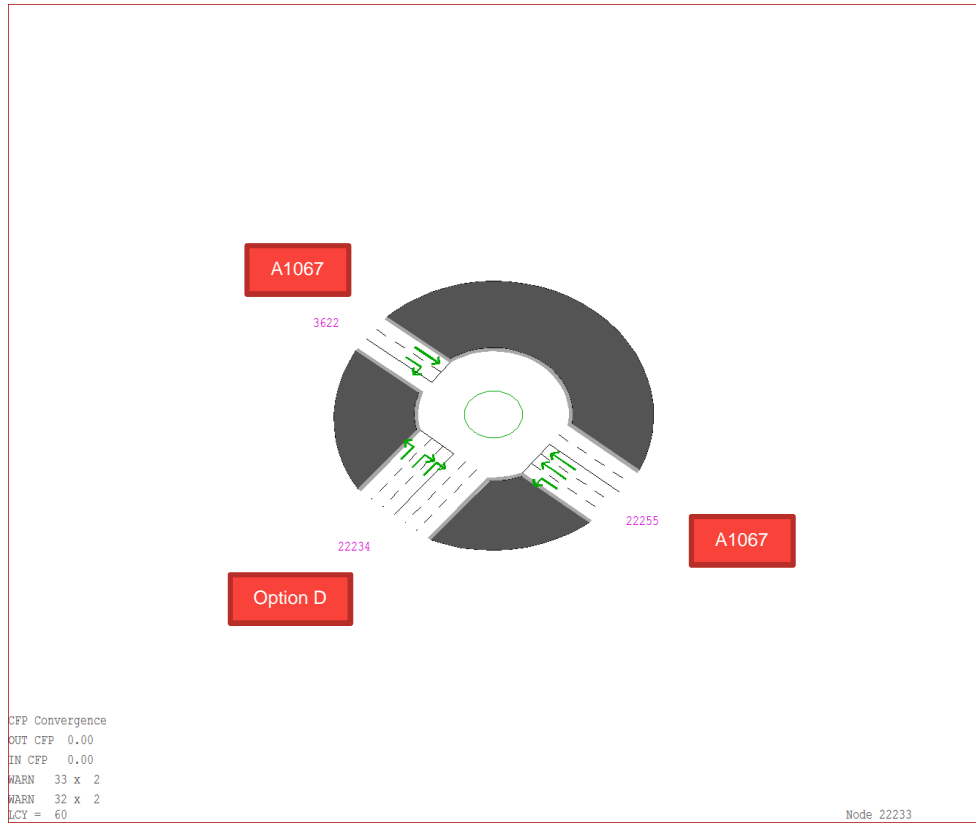 A1067
3622
22255
A1067
22234
Option D
CFP Convergence
OUT CFP 0.00
IN CFP 0.00
WARN 33 x 2
WARN 32 x 2
LCY = 60
Node 22233